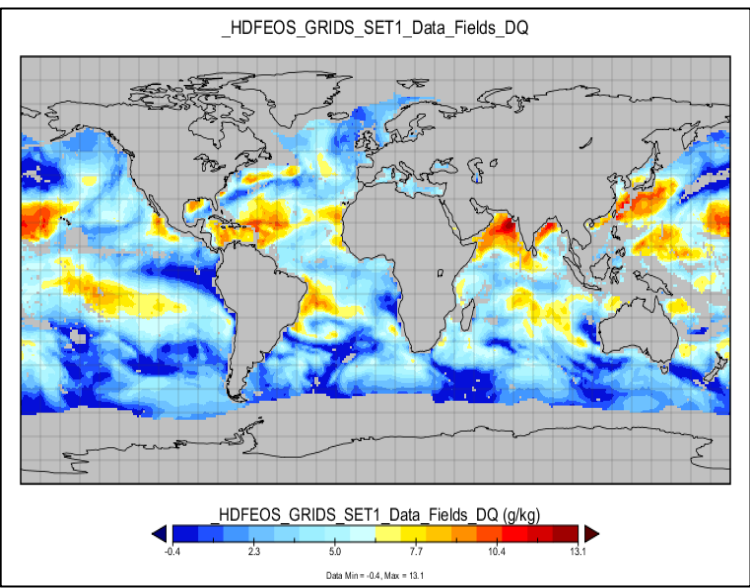 _HDFEOS_GRIDS_SET1_Data_Fields_DQ
_HDFEOS_GRIDS_SET1_Data_Fields_DQ (g/kg)
-0.4 2.3 5.0 7.7 10.4 13.1
Data Min = -0.4, Max = 13.1